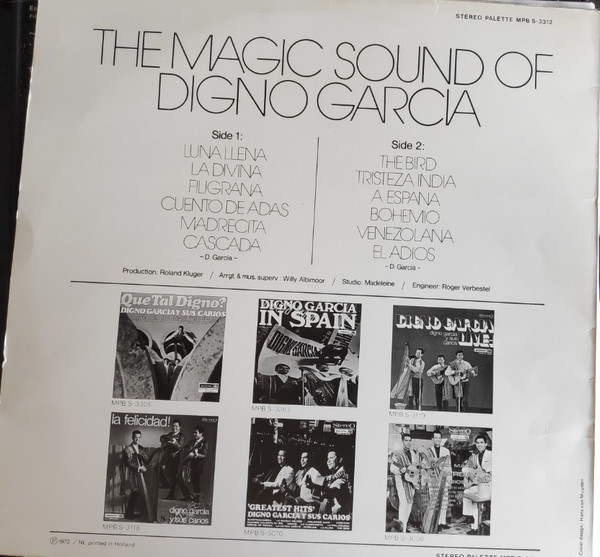 STEREO PALETTE MPB S-3312
THE MAGIC SOUND OF
DIGNO GARCIA
Side 1:
LUNA LLENA
LA DIVINA
FILIGRANA
CUENTO DE ADAS
MADRECITA
CASCADA
- D. Garcia -
Side 2:
THE BIRD
TRISTEZA INDIA
A ESPANA
BOHEMIO
VENEZOLANA
EL ADIOS
- D. Garcia -
Production: Roland Kluger / Arrgt & mus. superv: Willy Albimoor / Studio: Madeleine / Engineer: Roger Verbestel
Que Tal Digno?
DIGNO GARCIA Y SUS CARIOS
DIGNO GARCIA
IN SPAIN
DIGNO GARCIA
LIVE!
digno garcia
y sus
carios
la felicidad!
digno garcia
y sus carios
MPB S-3118
stereo
'GREATEST HITS'
DIGNO GARCIA Y SUS CARIOS
MPB S-3070
Stereo
MPB S-3119
℗ 1972 / NL printed in Holland